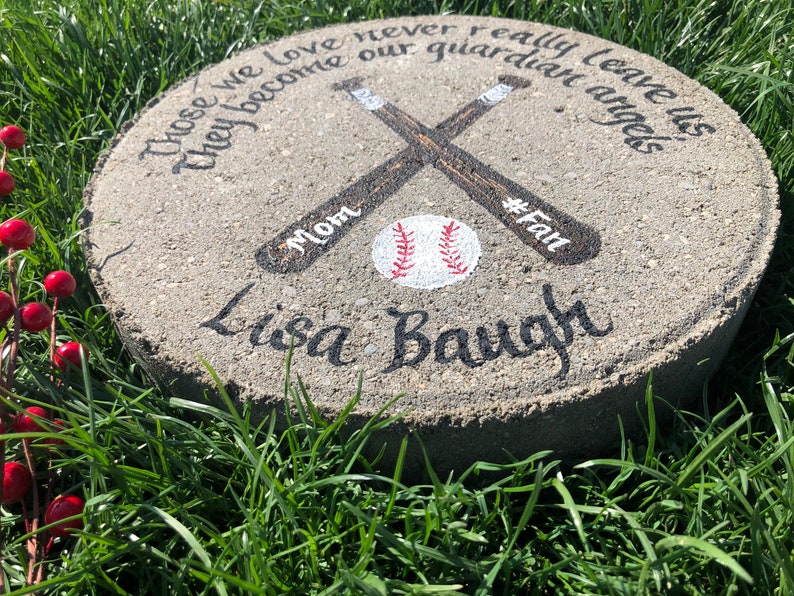 Those we love never really leave us,
they become our guardian angels
Mom
#Fan
Lisa Baugh